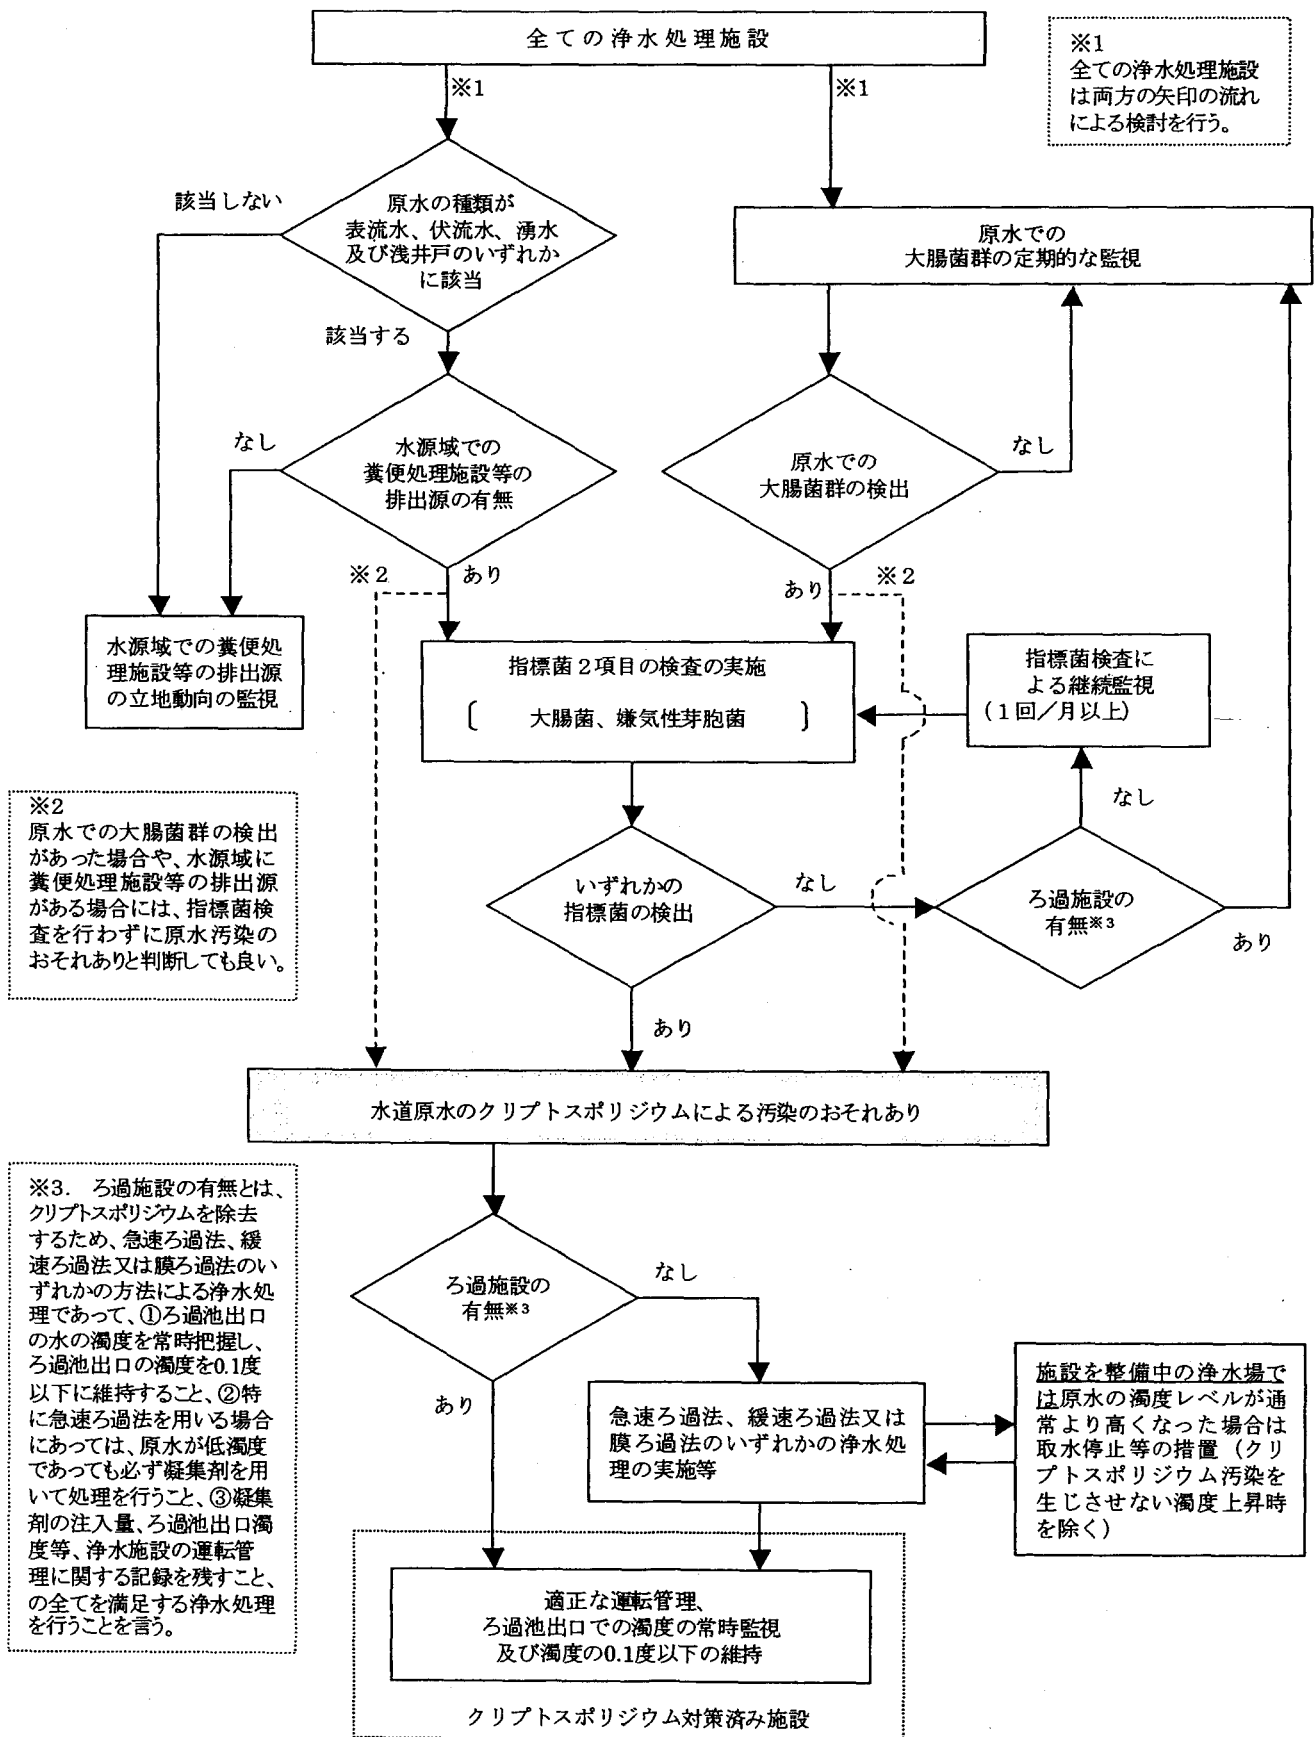 全ての浄水処理施設
※1
全ての浄水処理施設
は両方の矢印の流れ
による検討を行う。
※1
※1
該当しない
原水の種類が
表流水、伏流水、湧水
及び浅井戸のいずれか
に該当
原水での
大腸菌群の定期的な監視
該当する
なし
水源域での
糞便処理施設等の
排出源の有無
原水での
大腸菌群の検出
なし
※2
あり
あり
※2
水源域での糞便処
理施設等の排出源
の立地動向の監視
指標菌2項目の検査の実施
〔 大腸菌、嫌気性芽胞菌 〕
指標菌検査に
よる継続監視
(1回/月以上)
なし
※2
原水での大腸菌群の検出
があった場合や、水源域に
糞便処理施設等の排出源
がある場合には、指標菌検
査を行わずに原水汚染の
おそれありと判断しても良い。
いずれかの
指標菌の検出
なし
ろ過施設の
有無※3
あり
あり
水道原水のクリプトスポリジウムによる汚染のおそれあり
※3. ろ過施設の有無とは、
クリプトスポリジウムを除去
するため、急速ろ過法、緩
速ろ過法又は膜ろ過法のい
ずれかの方法による浄水処
理であって、①ろ過池出口
の水の濁度を常時把握し、
ろ過池出口の濁度を0.1度
以下に維持すること、②特
に急速ろ過法を用いる場合
にあっては、原水が低濁度
であっても必ず凝集剤を用
いて処理を行うこと、③凝集
剤の注入量、ろ過池出口濁
度等、浄水施設の運転管
理に関する記録を残すこと、
の全てを満足する浄水処理
を行うことを言う。
ろ過施設の
有無※3
なし
あり
急速ろ過法、緩速ろ過法又は
膜ろ過法のいずれかの浄水処
理の実施等
施設を整備中の浄水場で
は原水の濁度レベルが通
常より高くなった場合は
取水停止等の措置(クリ
プトスポリジウム汚染を
生じさせない濁度上昇時
を除く)
適正な運転管理、
ろ過池出口での濁度の常時監視
及び濁度の0.1度以下の維持
クリプトスポリジウム対策済み施設